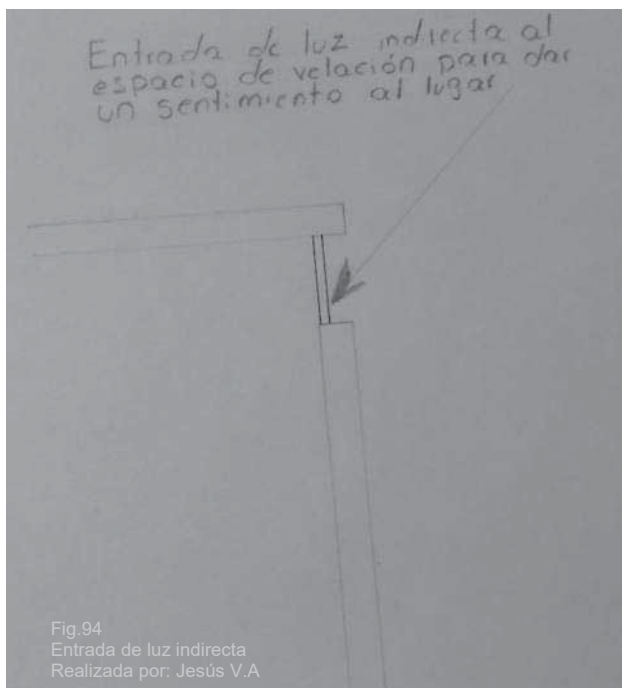 Entrada de luz indirecta al
espacio de velación para dar
un sentimiento al lugar
Fig.94
Entrada de luz indirecta
Realizada por: Jesús V.A